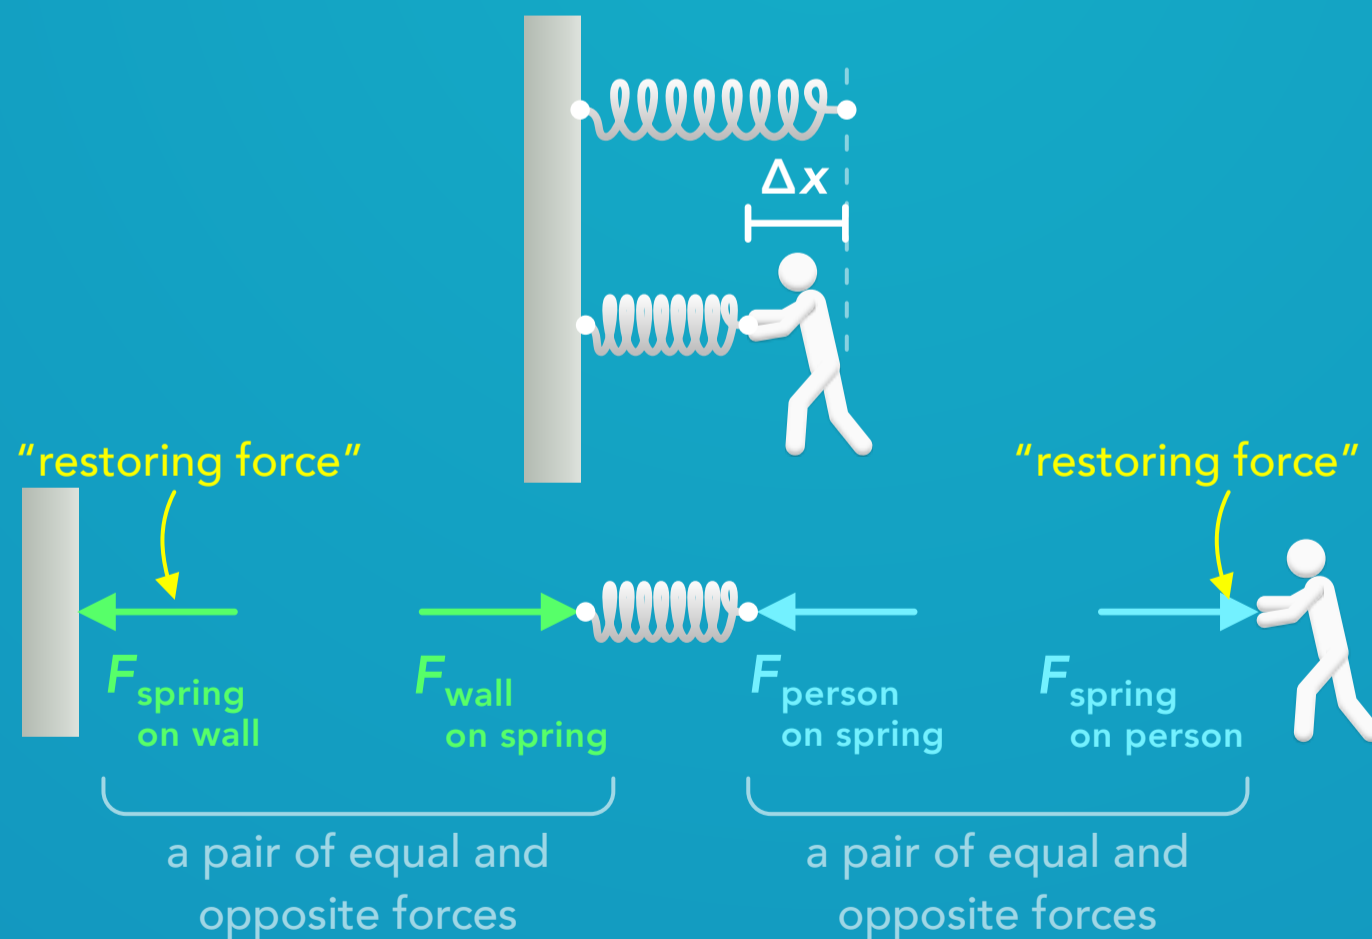 Δx
“restoring force”
“restoring force”
F spring
on wall
F wall
on spring
F person
on spring
F spring
on person
a pair of equal and
opposite forces
a pair of equal and
opposite forces